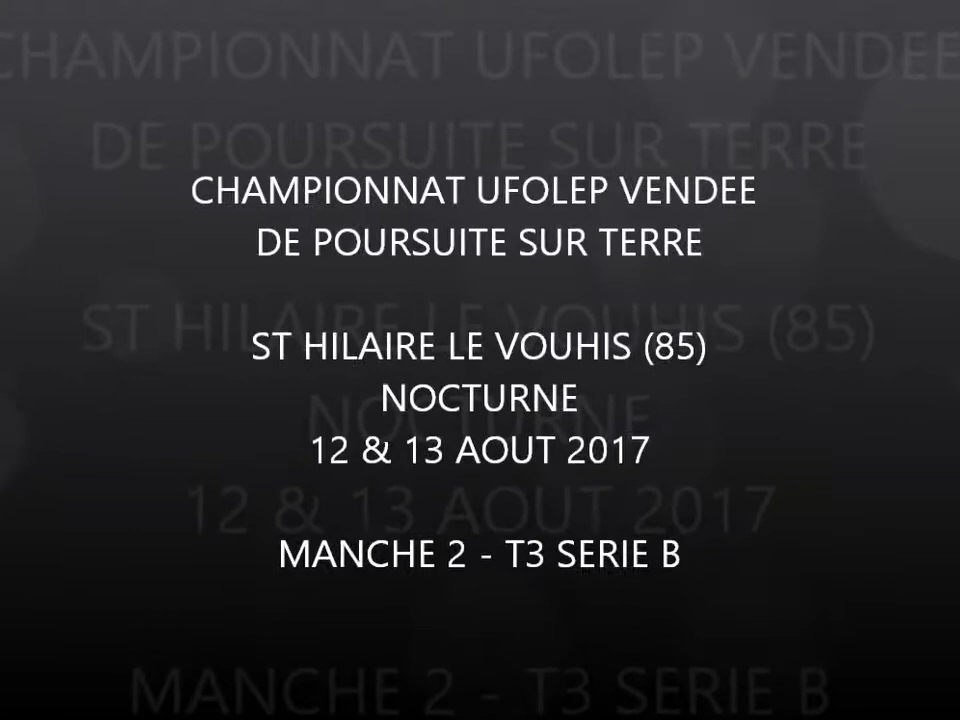 CHAMPIONNAT UFOLEP VENDEE
DE POURSUITE SUR TERRE
ST HILAIRE LE VOUHIS (85)
NOCTURNE
12 & 13 AOUT 2017
MANCHE 2 - T3 SERIE B